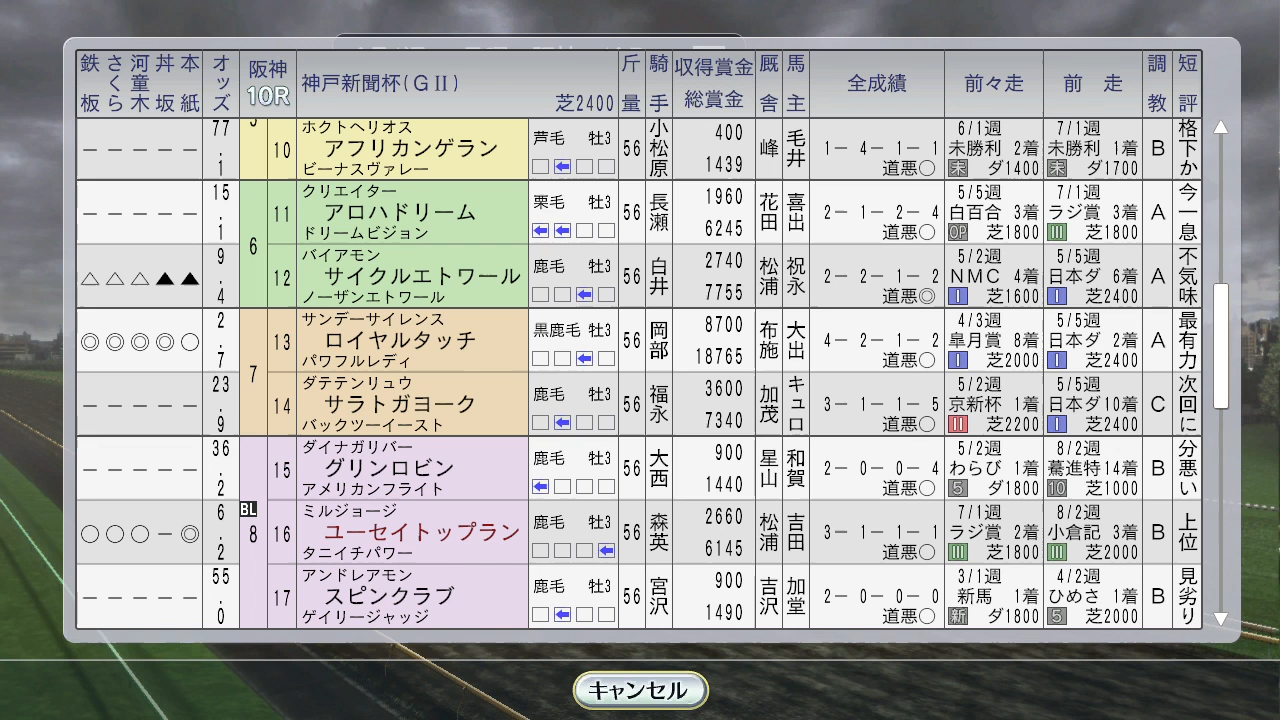 鉄板 さくら 河童木 丼坂 本紙 オッズ 阪神 10R 神戸新聞杯(GⅡ) 芝2400 斤量 騎手 収得賞金 総賞金 厩舎 馬主 全成績 前々走 前 走 調教 短評
－ － － － － 77.1 10 ホクトヘリオス
アフリカンゲラン
ビーナスヴァレー
芦毛 牡3 56 小松原 400 1439 峰 毛井 1－ 4－ 1－ 1 道悪○ 6/1週 未勝利 2着 未 ダ1400 7/1週 未勝利 1着 未 ダ1700 B 格下か
－ － － － － 15.1 6 11 クリエイター
アロハドリーム
ドリームビジョン
栗毛 牡3 56 長瀬 1960 6245 花田 喜出 2－ 1－ 2－ 4 道悪○ 5/5週 白百合 3着 OP 芝1800 7/1週 ラジ賞 3着 Ⅲ 芝1800 A 今一息
△ △ △ ▲ ▲ 9.4 12 バイアモン
サイクルエトワール
ノーザンエトワール
鹿毛 牡3 56 白井 2740 7755 松浦 祝永 2－ 2－ 1－ 2 道悪◎ 5/2週 NMC 4着 Ⅰ 芝1600 5/5週 日本ダ 6着 Ⅰ 芝2400 A 不気味
◎ ◎ ◎ ◎ ○ 2.7 7 13 サンデーサイレンス
ロイヤルタッチ
パワフルレディ
黒鹿毛 牡3 56 岡部 8700 18765 布施 大出 4－ 2－ 1－ 2 道悪○ 4/3週 皐月賞 8着 Ⅰ 芝2000 5/5週 日本ダ 2着 Ⅰ 芝2400 A 最有力
－ － － － － 23.9 14 ダテテンリュウ
サラトガヨーク
バックツーイースト
鹿毛 牡3 56 福永 3600 7340 加茂 キュロ 3－ 1－ 1－ 5 道悪○ 5/2週 京新杯 1着 Ⅱ 芝2200 5/5週 日本ダ10着 Ⅰ 芝2400 C 次回に
－ － － － － 36.2 15 ダイナガリバー
グリンロビン
アメリカンフライト
鹿毛 牡3 56 大西 900 1440 星山 和賀 2－ 0－ 0－ 4 道悪○ 5/2週 わらび 1着 5 ダ1800 8/2週 驀進特14着 10 芝1000 B 分悪い
○ ○ ○ － ◎ 6.2 BL 8 16 ミルジョージ
ユーセイトップラン
タニイチパワー
鹿毛 牡3 56 森英 2660 6145 松浦 吉田 3－ 1－ 1－ 1 道悪○ 7/1週 ラジ賞 2着 Ⅲ 芝1800 8/2週 小倉記 3着 Ⅲ 芝2000 B 上位
－ － － － － 55.0 17 アンドレアモン
スピンクラブ
ゲイリージャッジ
鹿毛 牡3 56 宮沢 900 1490 吉沢 加堂 2－ 0－ 0－ 0 道悪○ 3/1週 新馬 1着 新 ダ1800 4/2週 ひめさ 1着 5 芝2000 B 見劣り
キャンセル